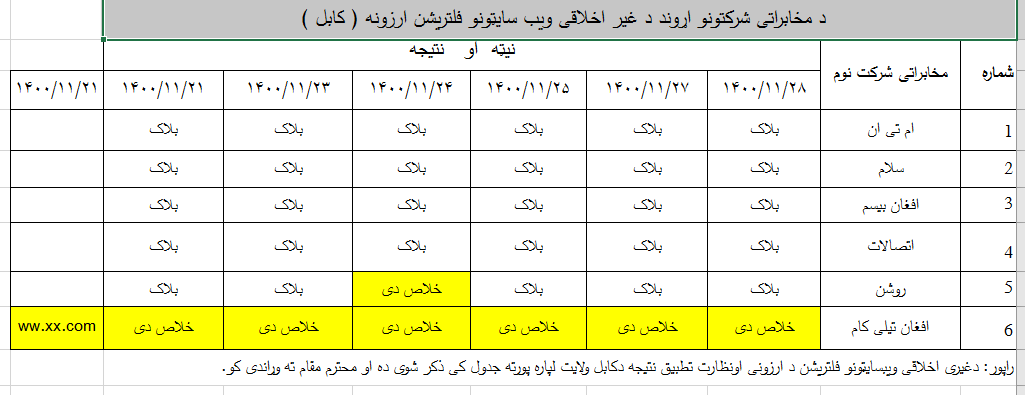 د مخابراتی شرکتونو اړوند د غیر اخلاقی ویب سایټونو فلتریشن ارزونه ( کابل )
شماره مخابراتی شرکت نوم نیټه او نتیجه
۱۴۰۰/۱۱/۲۸ ۱۴۰۰/۱۱/۲۷ ۱۴۰۰/۱۱/۲۵ ۱۴۰۰/۱۱/۲۴ ۱۴۰۰/۱۱/۲۳ ۱۴۰۰/۱۱/۲۱ ۱۴۰۰/۱۱/۲۱
1 ام تی ان بلاک بلاک بلاک بلاک بلاک بلاک
2 سلام بلاک بلاک بلاک بلاک بلاک بلاک
3 افغان بیسم بلاک بلاک بلاک بلاک بلاک بلاک
4 اتصالات بلاک بلاک بلاک بلاک بلاک بلاک
5 روشن بلاک بلاک بلاک خلاص دی بلاک بلاک
6 افغان تیلی کام خلاص دی خلاص دی خلاص دی خلاص دی خلاص دی خلاص دی ww.xx.com
راپور: دغیری اخلاقی ویبسایټونو فلتریشن د ارزونی اونظارت تطبیق نتیجه دکابل ولایت لپاره پورته جدول کی ذکر شوی ده او محترم مقام ته وراندی کو.